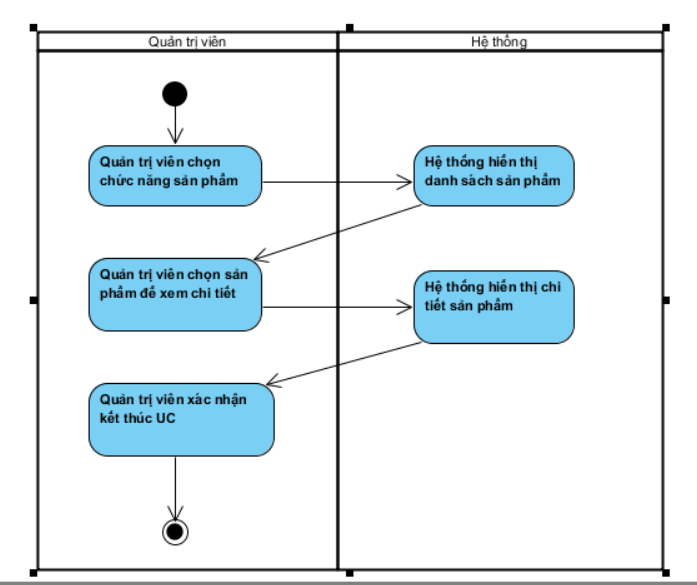 Quản trị viên
Hệ thống
Quản trị viên chọn
chức năng sản phẩm
Hệ thống hiển thị
danh sách sản phẩm
Quản trị viên chọn sản
phẩm để xem chi tiết
Hệ thống hiển thị chi
tiết sản phẩm
Quản trị viên xác nhận
kết thúc UC